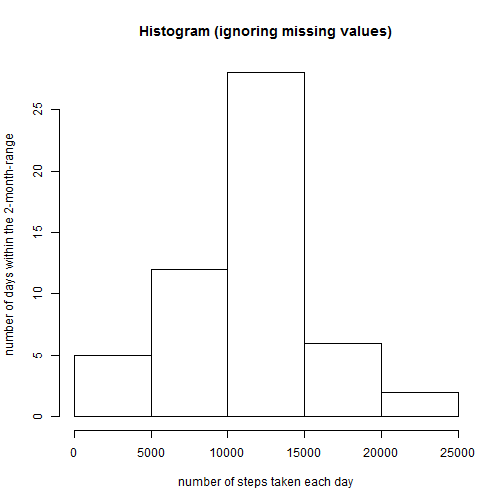 Histogram (ignoring missing values)
number of days within the 2-month-range
25
20
15
10
5
0
0 5000 10000 15000 20000 25000
number of steps taken each day